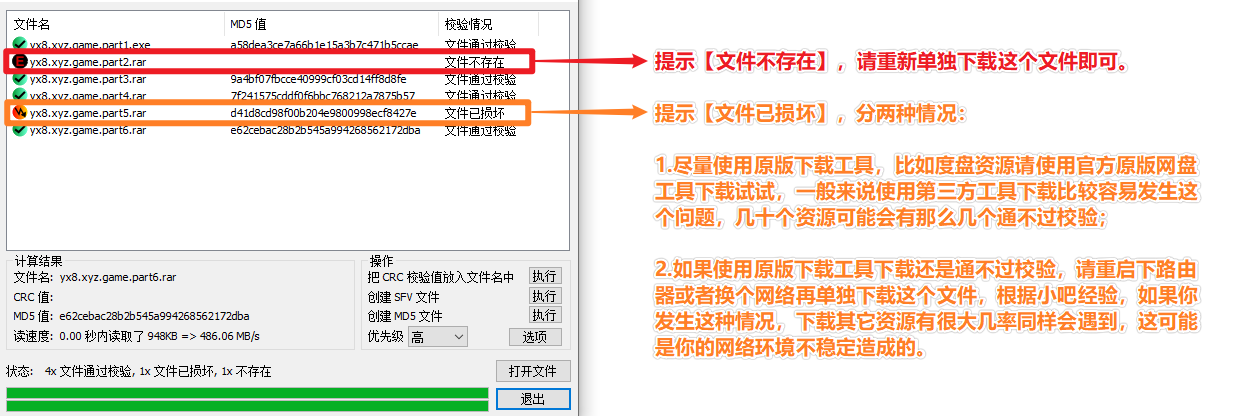 文件名 MD5 值 校验情况
yx8.xyz.game.part1.exe a58dea3ce7a66b1e15a3b7c471b5ccae 文件通过校验
yx8.xyz.game.part2.rar 文件不存在
yx8.xyz.game.part3.rar 9a4bf07fbcce40999cf03cd14ff8d8fe 文件通过校验
yx8.xyz.game.part4.rar 7f241575cddf0f6bbc768212a7875b57 文件通过校验
yx8.xyz.game.part5.rar d41d8cd98f00b204e9800998ecf8427e 文件已损坏
yx8.xyz.game.part6.rar e62cebac28b2b545a994268562172dba 文件通过校验
计算结果
文件名: yx8.xyz.game.part6.rar
CRC 值:
MD5 值: e62cebac28b2b545a994268562172dba
读速度: 0.00 秒内读取了 948KB => 486.06 MB/s
操作
把 CRC 校验值放入文件名中 执行
创建 SFV 文件 执行
创建 MD5 文件 执行
优先级 高 选项
状态: 4x 文件通过校验, 1x 文件已损坏, 1x 不存在
打开文件
退出
提示【文件不存在】，请重新单独下载这个文件即可。
提示【文件已损坏】，分两种情况：
1.尽量使用原版下载工具，比如度盘资源请使用官方原版网盘
工具下载试试，一般来说使用第三方工具下载比较容易发生这
个问题，几十个资源可能会有那么几个通不过校验；
2.如果使用原版下载工具下载还是通不过校验，请重启下路由
器或者换个网络再单独下载这个文件，根据小吧经验，如果你
发生这种情况，下载其它资源有很大几率同样会遇到，这可能
是你的网络环境不稳定造成的。